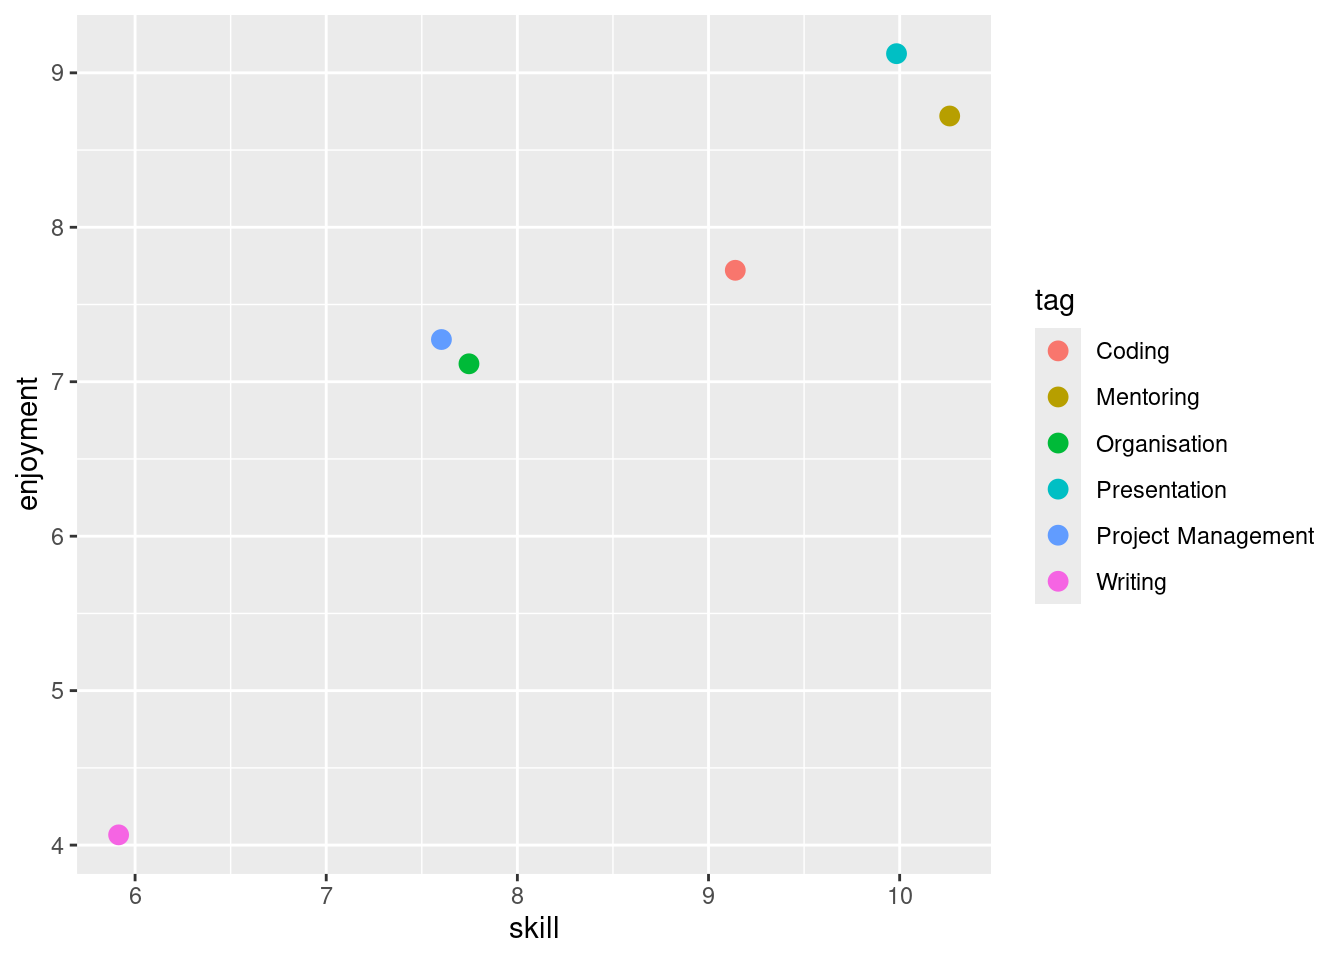 9
8
7
6
5
4
enjoyment
6 7 8 9 10
skill
tag
Coding
Mentoring
Organisation
Presentation
Project Management
Writing